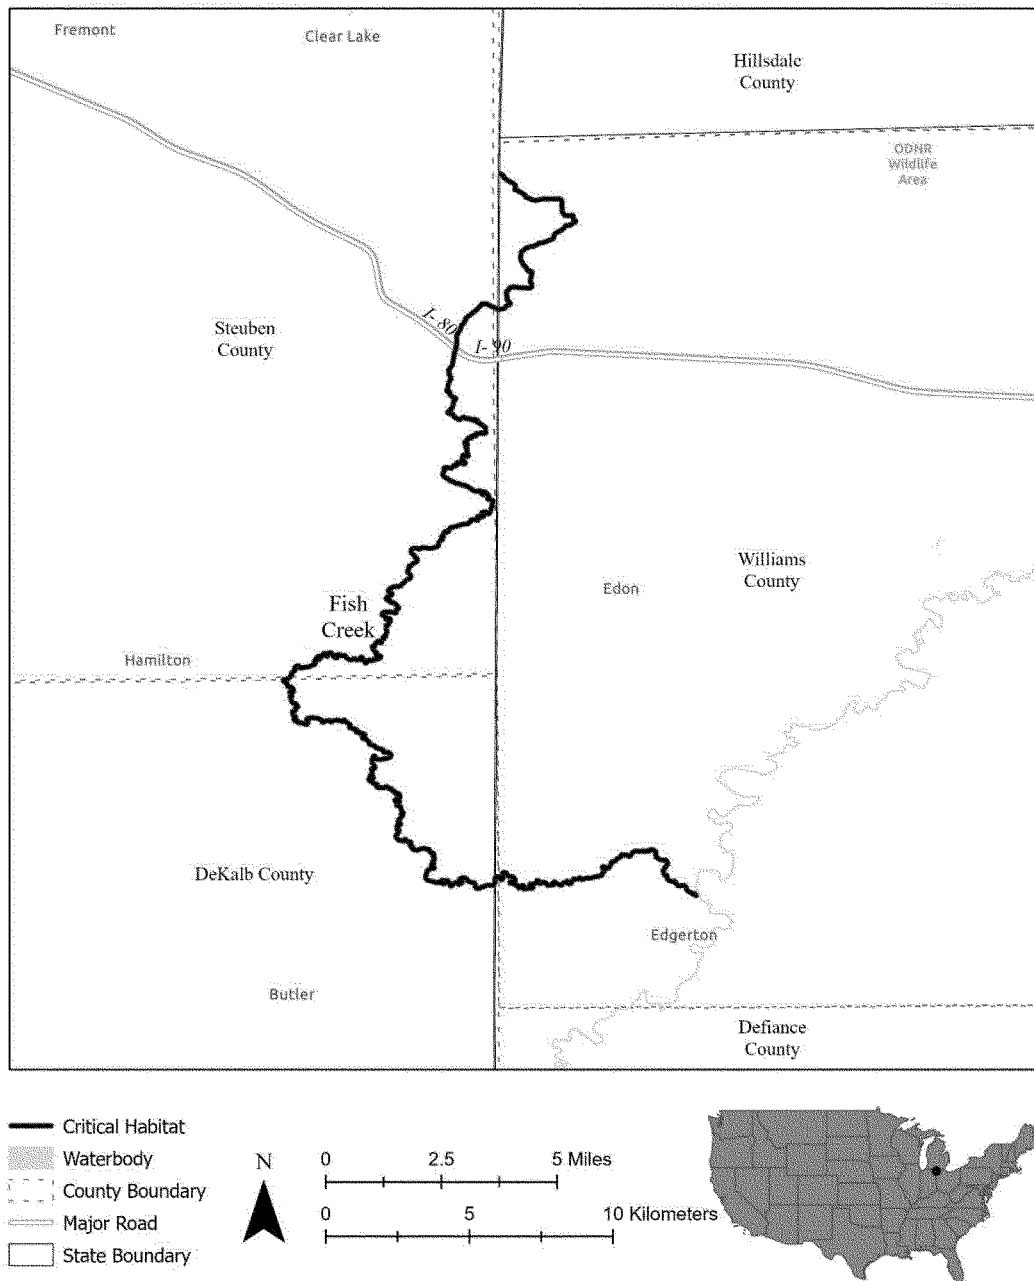 Fremont
Clear Lake
Hillsdale
County
ODNR
Wildlife
Area
Steuben
County
I- 80
I- 90
Williams
County
Edon
Fish
Creek
Hamilton
DeKalb County
Edgerton
Butler
Defiance
County
Critical Habitat
Waterbody
County Boundary
Major Road
State Boundary
N
0 2.5 5 Miles
0 5 10 Kilometers